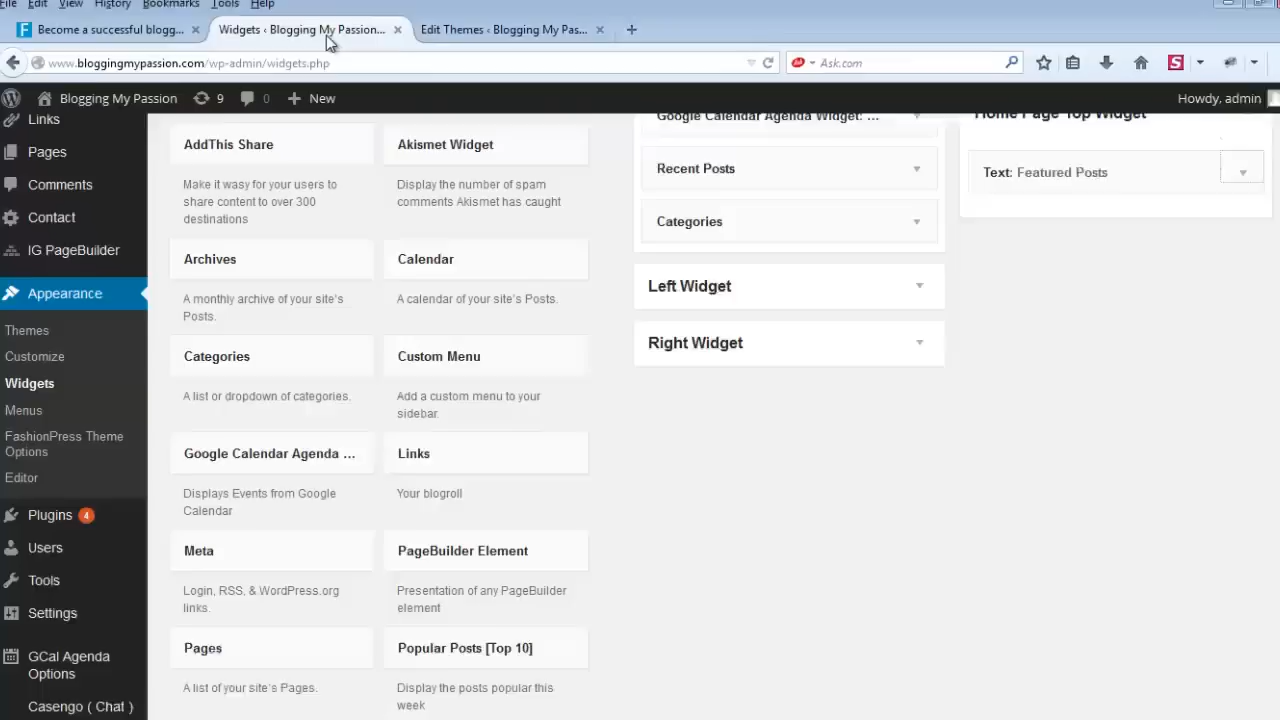 File Edit View History Bookmarks Tools Help
Become a successful blogg... × Widgets ‹ Blogging My Passion... × Edit Themes ‹ Blogging My Pas... × +
www.bloggingmypassion.com/wp-admin/widgets.php
Ask.com
Blogging My Passion 9 0 + New Howdy, admin
Links
Pages
Comments
Contact
IG PageBuilder
Appearance
Themes
Customize
Widgets
Menus
FashionPress Theme
Options
Editor
Plugins 4
Users
Tools
Settings
GCal Agenda
Options
Casengo ( Chat )
AddThis Share
Make it wasy for your users to
share content to over 300
destinations
Akismet Widget
Display the number of spam
comments Akismet has caught
Archives
A monthly archive of your site's
Posts.
Calendar
A calendar of your site's Posts.
Categories
A list or dropdown of categories.
Custom Menu
Add a custom menu to your
sidebar.
Google Calendar Agenda ...
Displays Events from Google
Calendar
Links
Your blogroll
Meta
Login, RSS, & WordPress.org
links.
PageBuilder Element
Presentation of any PageBuilder
element
Pages
A list of your site's Pages.
Popular Posts [Top 10]
Display the posts popular this
week
Google Calendar Agenda Widget: ...
Recent Posts
Categories
Left Widget
Right Widget
Home Page Top Widget
Text: Featured Posts